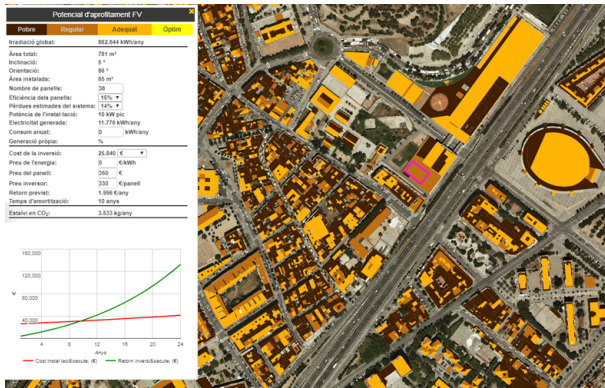 Potencial d'aprofitament FV
Pobre Regular Adequat Òptim
Irradiació global: 862.644 kWh/any
Àrea total: 781 m²
Inclinació: 5 °
Orientació: 66 °
Àrea instalada: 65 m²
Nombre de panells: 38
Eficiència dels panells: 15%
Pèrdues estimades del sistema: 14%
Potència de l'instal·lació: 10 kW pic
Electricitat generada: 11.776 kWh/any
Consum anual: 0 kWh/any
Generació pròpia: %
Cost de la inversió: 25.840 €
Preu de l'energia: 0 €/kWh
Preu del panell: 350 €
Preu inversor: 330 €/panell
Retorn previst: 1.996 €/any
Temps d'amortització: 10 anys
Estalvi en CO₂: 3.533 kg/any
160,000
120,000
80,000
40,000
€
4 8 12 16 20 24
Anys
Cost instal·lació (€) Retorn inversió (€)